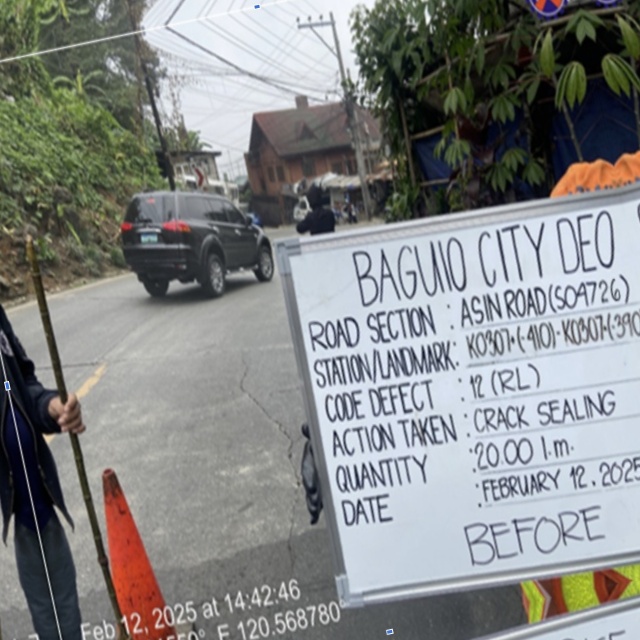 BAGUIO CITY DEO
ROAD SECTION : ASIN ROAD (S04726)
STATION/LANDMARK: K0307+(-410)-K0307+(-390)
CODE DEFECT : 12 (RL)
ACTION TAKEN : CRACK SEALING
QUANTITY : 20.00 l.m.
DATE : FEBRUARY 12, 2025
BEFORE
Feb 12, 2025 at 14:42:46
E 120.568780°